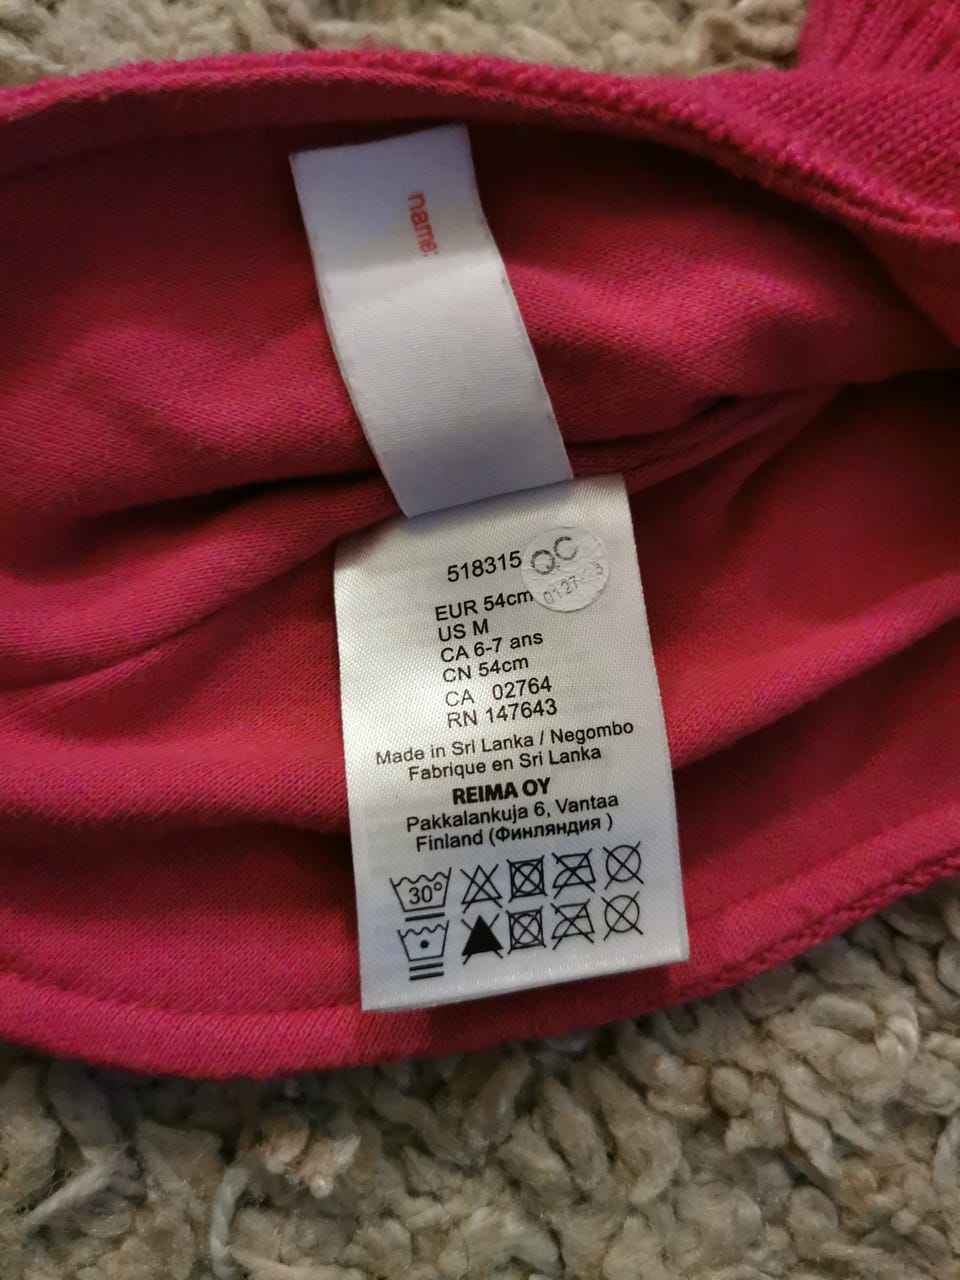 name:
518315
QC
EUR 54cm
US M
CA 6-7 ans
CN 54cm
CA 02764
RN 147643
Made in Sri Lanka / Negombo
Fabrique en Sri Lanka
REIMA OY
Pakkalankuja 6, Vantaa
Finland (Финляндия )
30°